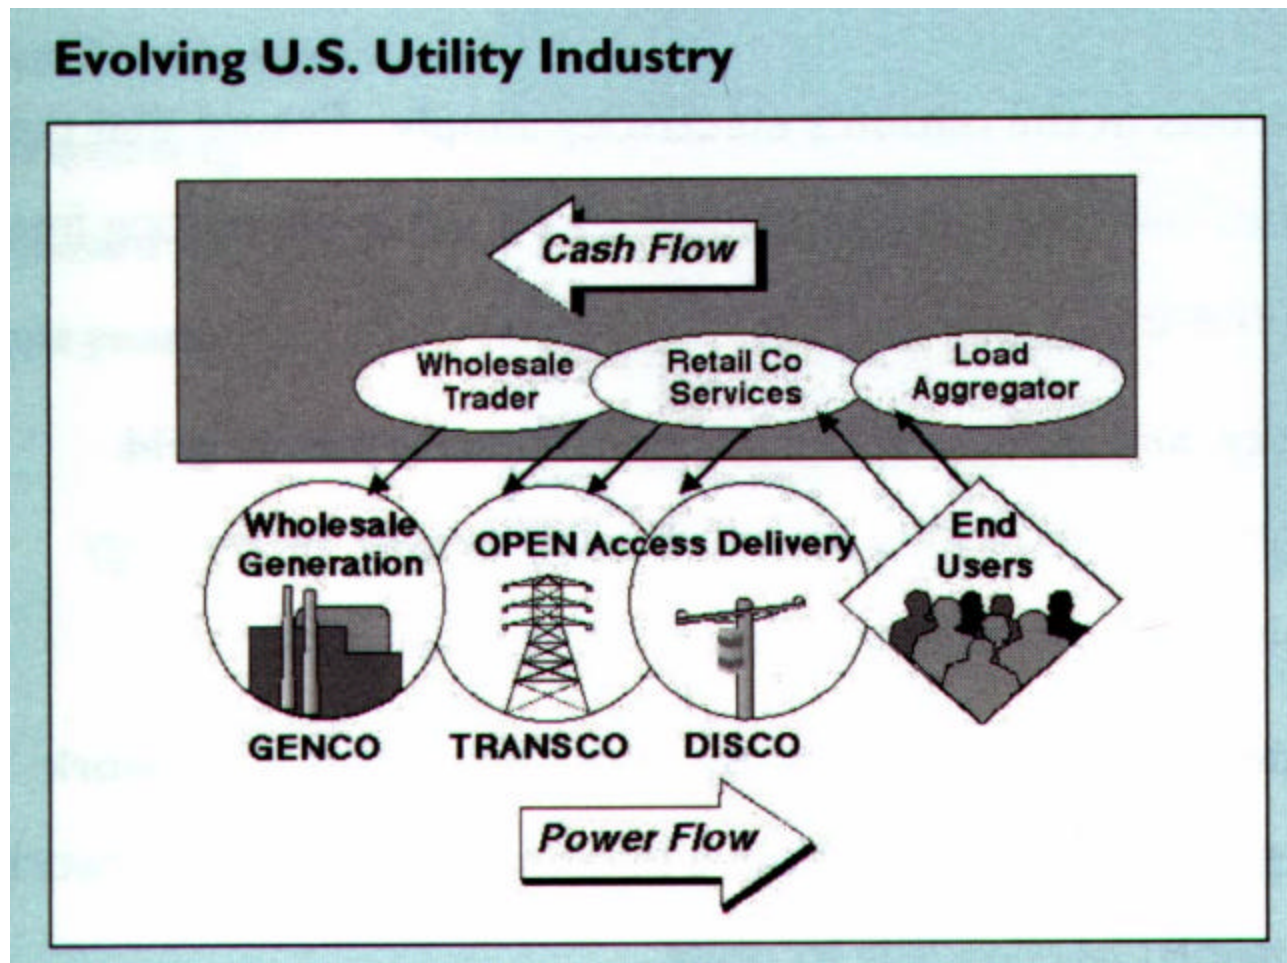 Evolving U.S. Utility Industry
Cash Flow
Wholesale
Trader
Retail Co
Services
Load
Aggregator
Wholesale
Generation
OPEN Access Delivery
End
Users
GENCO
TRANSCO
DISCO
Power Flow